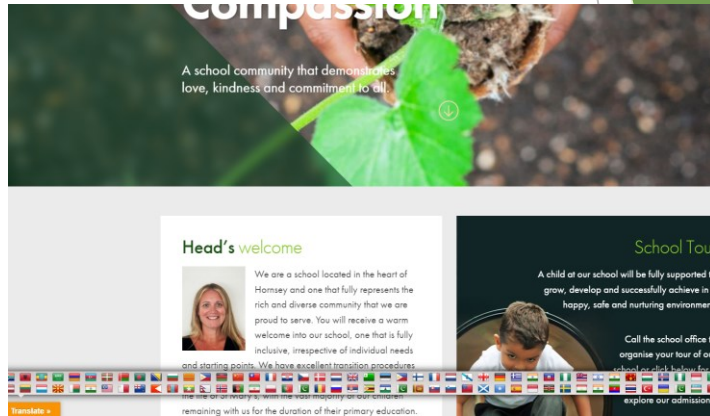 Compassion
A school community that demonstrates
love, kindness and commitment to all.
Head's welcome
We are a school located in the heart of
Hornsey and one that fully represents the
rich and diverse community that we are
proud to serve. You will receive a warm
welcome into our school, one that is fully
inclusive, irrespective of individual needs
and starting points. We have excellent transition procedures
the life of St Mary's, with the vast majority of our children
remaining with us for the duration of their primary education.
School Tou
A child at our school will be fully supported t
grow, develop and successfully achieve in
happy, safe and nurturing environmen
Call the school office t
organise your tour of ou
school or click below for
explore our admission
Translate »